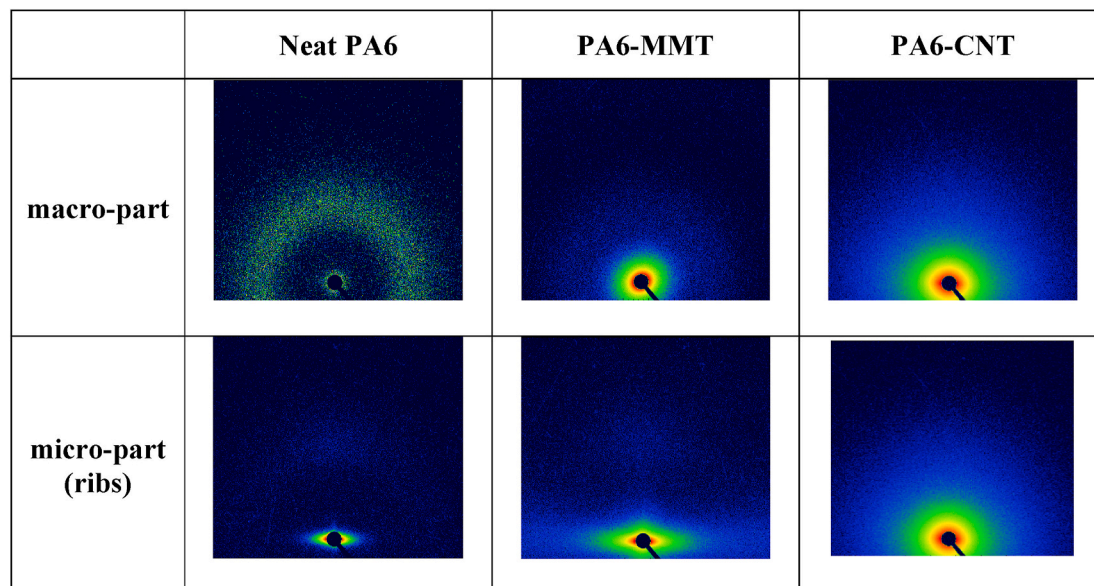 Neat PA6
PA6-MMT
PA6-CNT
macro-part
micro-part
(ribs)